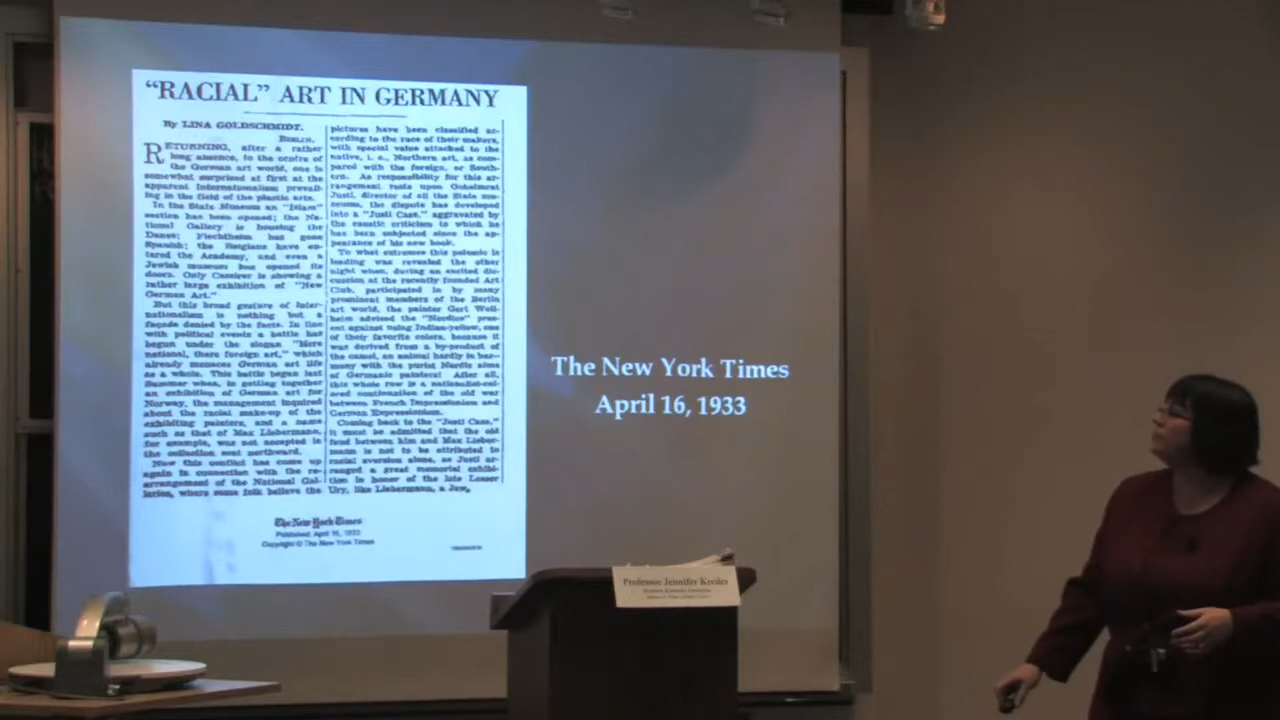 “RACIAL” ART IN GERMANY
By LINA GOLDSCHMIDT.
BERLIN.
RETURNING, after a rather
long absence, to the centre of
the German art world, one is
somewhat surprised at first at the
apparent internationalism prevail-
ing in the field of the plastic arts.
In the State Museum an “Islam”
section has been opened; the Na-
tional Gallery is housing the
Danes; Flechtheim has gone
Spanish; the Belgians have en-
tered the Academy, and even a
Jewish museum has opened its
doors. Only Cassirer is showing a
rather large exhibition of “New
German Art.”
But this broad gesture of inter-
nationalism is nothing but a
façade denied by the facts. In line
with political events a battle has
begun under the slogan “Here
national, there foreign art,” which
already menaces German art life
as a whole. This battle began last
Summer when, in getting together
an exhibition of German art for
Norway, the management inquired
about the racial make-up of the
exhibiting painters, and a name
such as that of Max Liebermann,
for example, was not accepted in
the collection sent northward.
Now this conflict has come up
again in connection with the re-
arrangement of the National Gal-
leries, where some folk believe the
pictures have been classified ac-
cording to the race of their makers,
with special value attached to the
native, i. e., Northern art, as com-
pared with the foreign, or South-
ern. As responsibility for this ar-
rangement rests upon Geheimrat
Justi, director of all the State mu-
seums, the dispute has developed
into a “Justi Case,” aggravated by
the caustic criticism to which he
has been subjected since the ap-
pearance of his new book.
To what extremes this polemic is
leading was revealed the other
night when, during an excited dis-
cussion at the recently founded Art
Club, participated in by many
prominent members of the Berlin
art world, the painter Gert Woll-
heim advised the “Nordics” pres-
ent against using Indian-yellow, one
of their favorite colors, because it
was derived from a by-product of
the camel, an animal hardly in har-
mony with the purist Nordic aims
of Germanic painters! After all,
this whole row is a nationalist-col-
ored continuation of the old war
between French Impressionism and
German Expressionism.
Coming back to the “Justi Case,”
it must be admitted that the old
feud between him and Max Lieber-
mann is not to be attributed to
racial aversion alone, as Justi ar-
ranged a great memorial exhibi-
tion in honor of the late Lesser
Ury, like Liebermann, a Jew.
The New York Times
Published: April 16, 1933
Copyright © The New York Times
The New York Times
April 16, 1933
Professor Jennifer